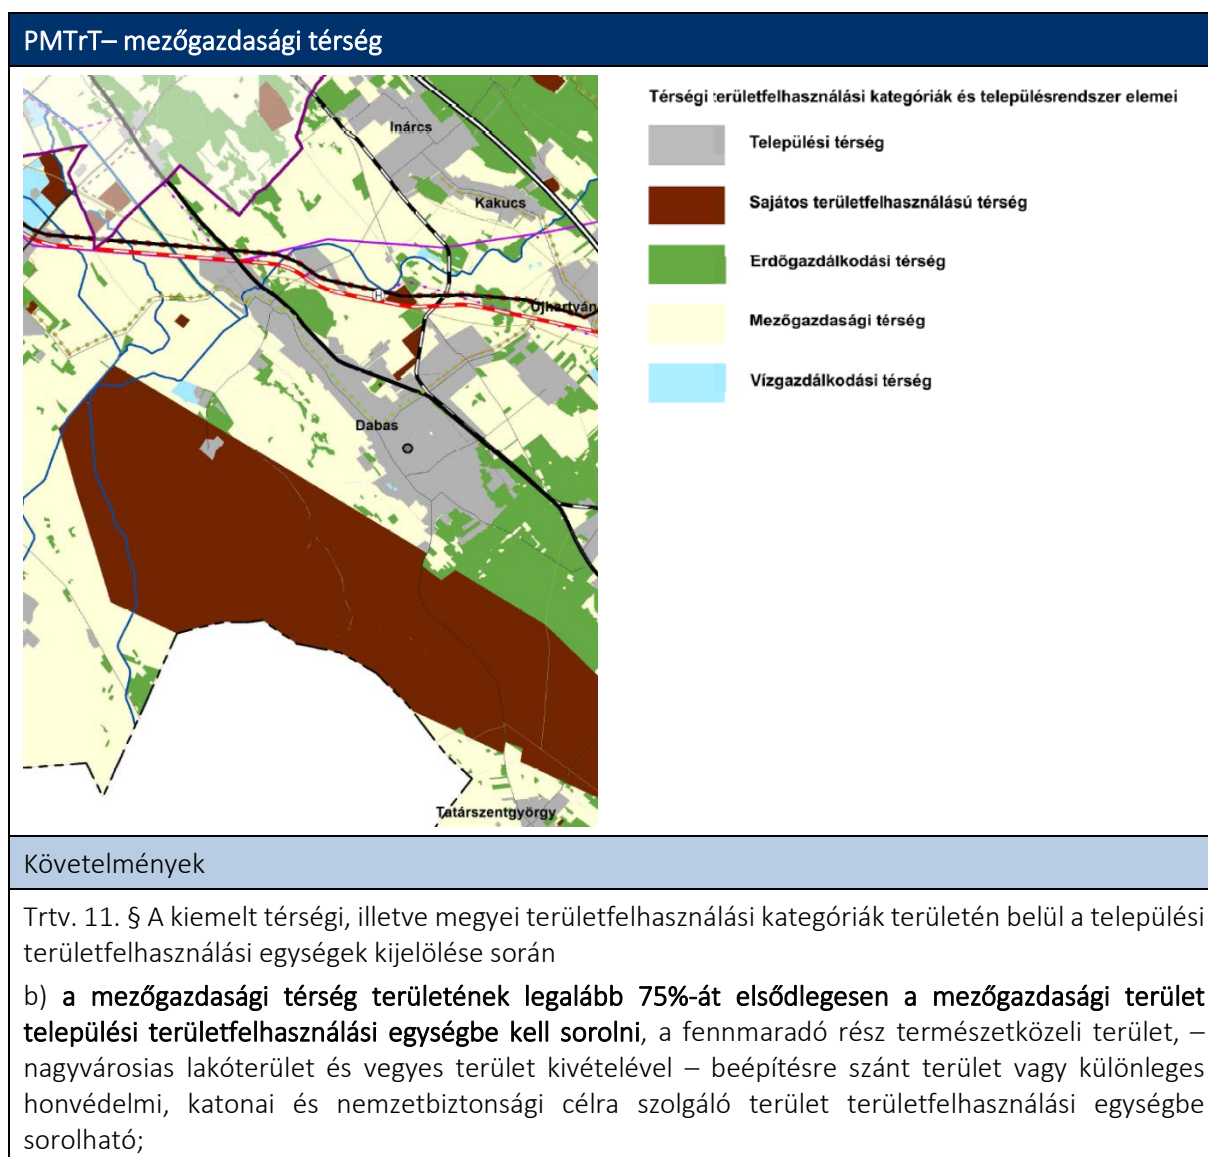 PMTrT– mezőgazdasági térség
Térségi területfelhasználási kategóriák és településrendszer elemei
Települési térség
Sajátos területfelhasználású térség
Erdőgazdálkodási térség
Mezőgazdasági térség
Vízgazdálkodási térség
Inárcs
Kakucs
H
Újhartyán
Dabas
Tatárszentgyörgy
Követelmények
Trtv. 11. § A kiemelt térségi, illetve megyei területfelhasználási kategóriák területén belül a települési
területfelhasználási egységek kijelölése során
b) a mezőgazdasági térség területének legalább 75%-át elsődlegesen a mezőgazdasági terület
települési területfelhasználási egységbe kell sorolni, a fennmaradó rész természetközeli terület, –
nagyvárosias lakóterület és vegyes terület kivételével – beépítésre szánt terület vagy különleges
honvédelmi, katonai és nemzetbiztonsági célra szolgáló terület területfelhasználási egységbe
sorolható;